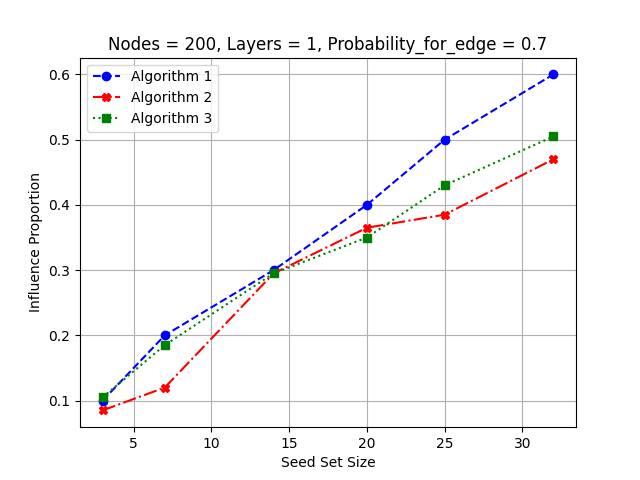 Nodes = 200, Layers = 1, Probability_for_edge = 0.7
Algorithm 1
Algorithm 2
Algorithm 3
Influence Proportion
0.6
0.5
0.4
0.3
0.2
0.1
5 10 15 20 25 30
Seed Set Size